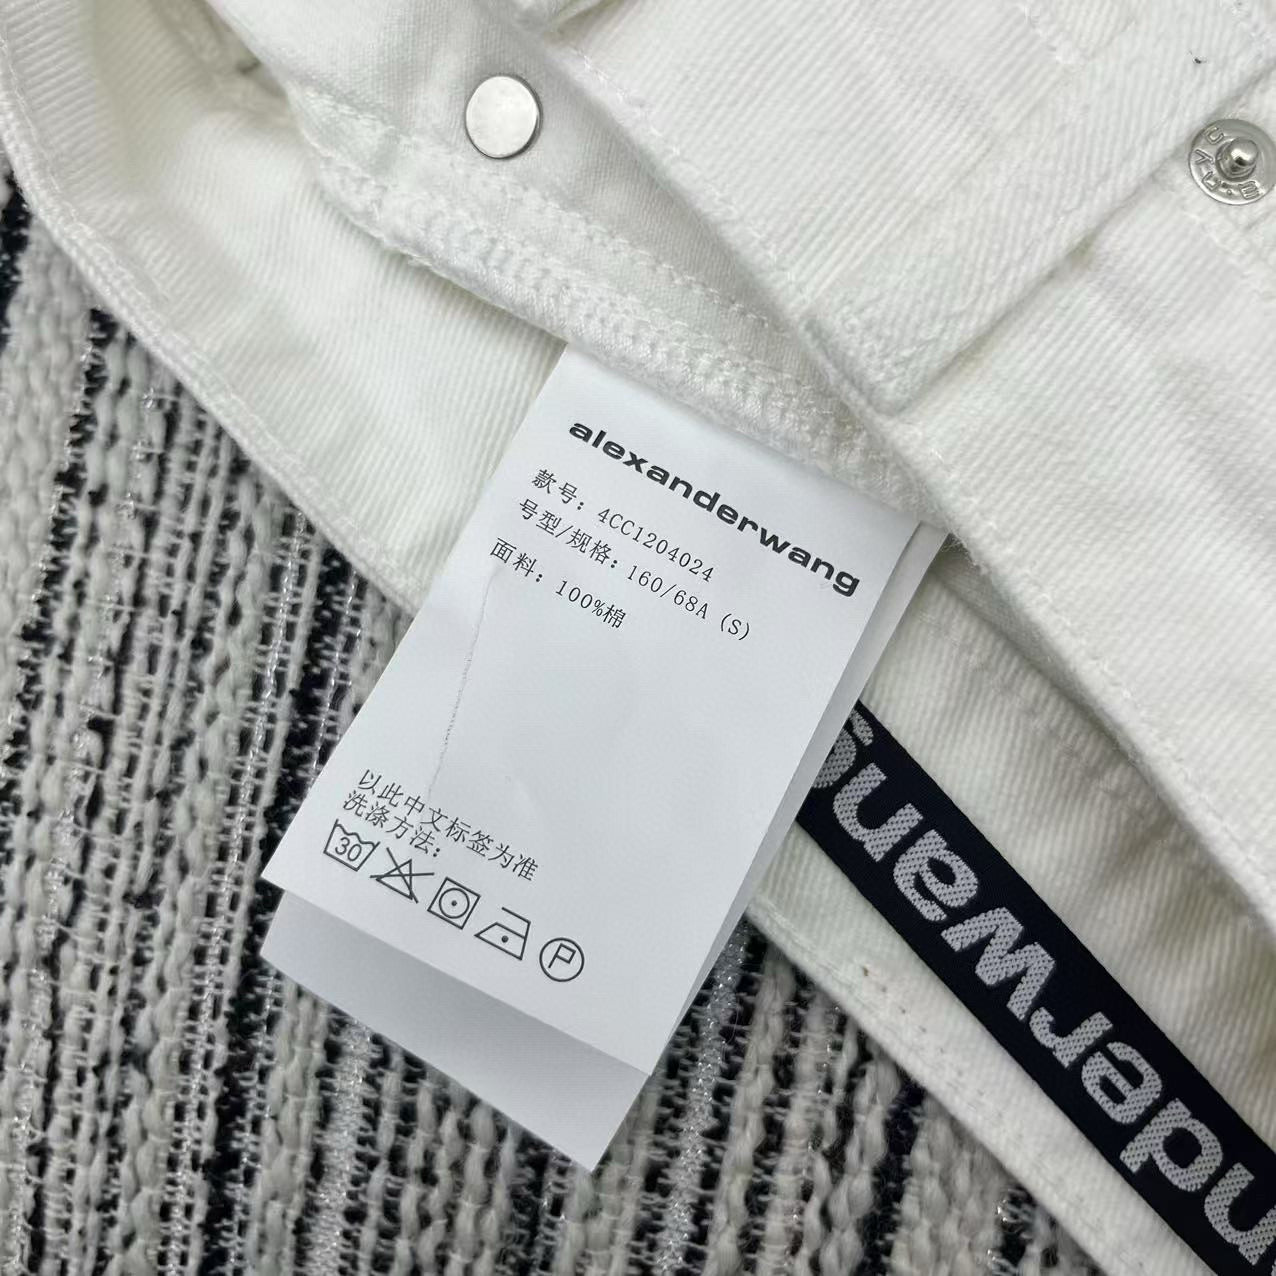 alexanderwang
款号: 4CC1204024
号型/规格: 160/68A (S)
面料: 100%棉
以此中文标签为准
洗涤方法:
30
P
nderwang